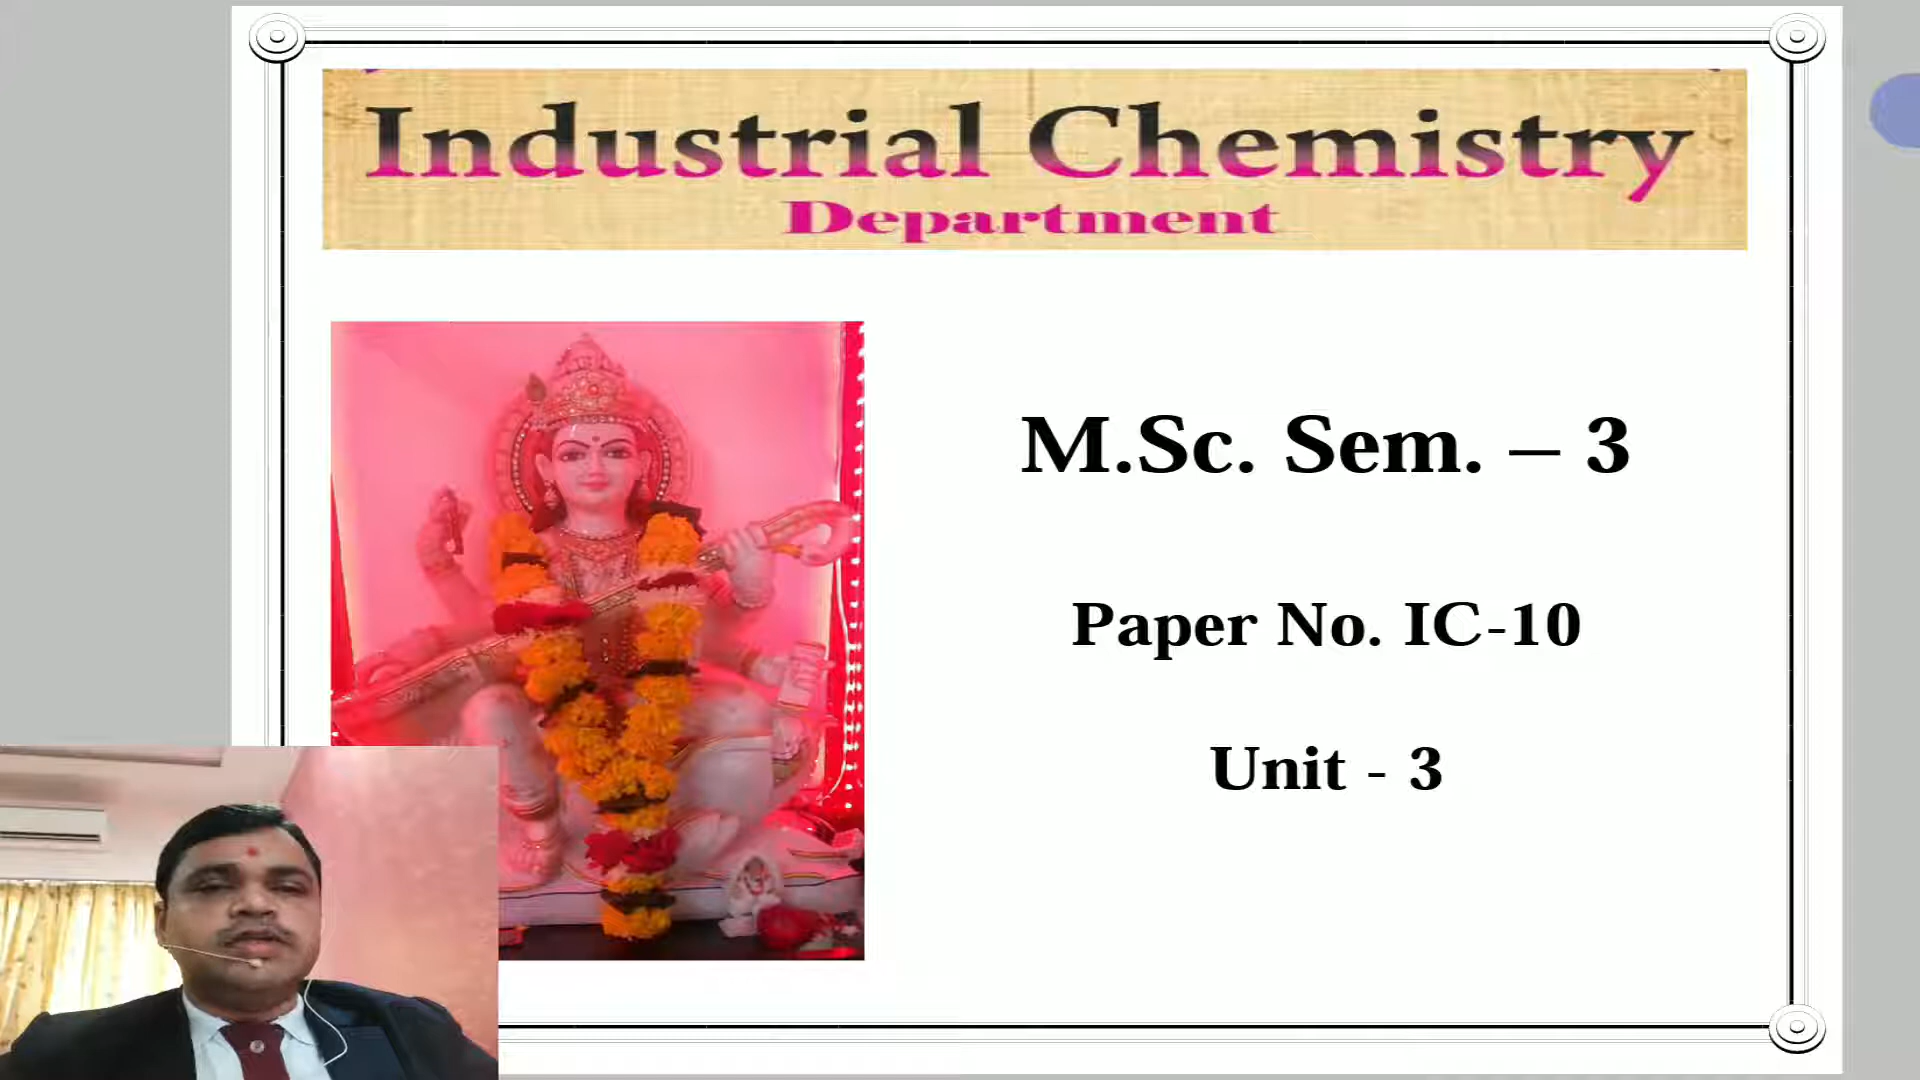 Industrial Chemistry
Department
M.Sc. Sem. – 3
Paper No. IC-10
Unit - 3